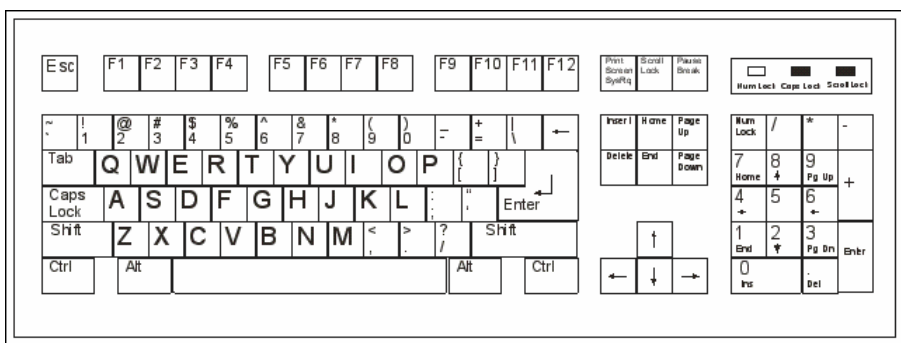 Esc F1 F2 F3 F4 F5 F6 F7 F8 F9 F10 F11 F12 Print Screen SysRq Scroll Lock Pause Break
Num Lock Caps Lock Scroll Lock
~ ` ! 1 @ 2 # 3 $ 4 % 5 ^ 6 & 7 * 8 ( 9 ) 0 _ - + = | \ ← Insert Home Page Up Num Lock / * -
Tab Q W E R T Y U I O P { [ } ] Delete End Page Down 7 Home 8 ↑ 9 Pg Up +
Caps Lock A S D F G H J K L : ; " ' Enter 4 ← 5 6 ←
Shift Z X C V B N M < , > . ? / Shift ↑ 1 End 2 ↓ 3 Pg Dn Enter
Ctrl Alt Alt Ctrl ← ↓ → 0 Ins . Del